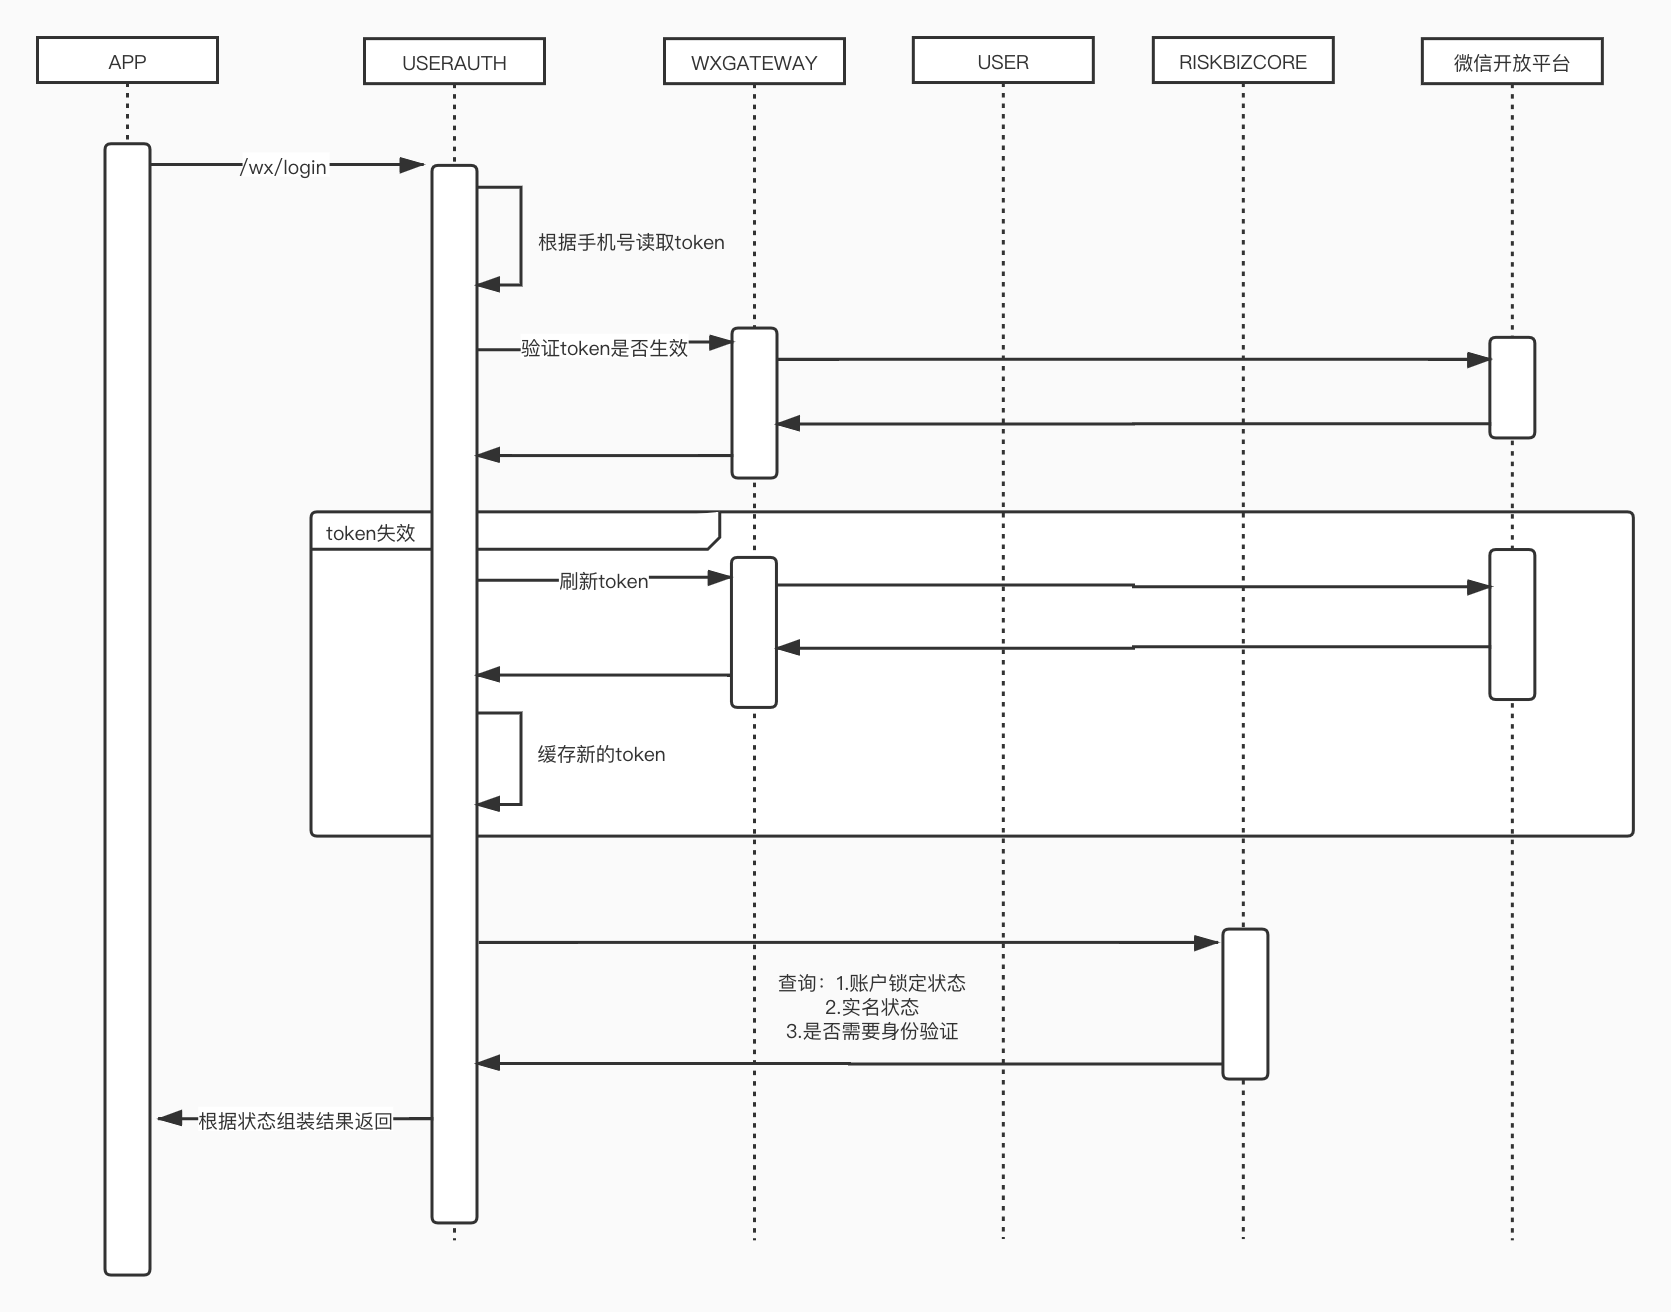 APP
USERAUTH
WXGATEWAY
USER
RISKBIZCORE
微信开放平台
/wx/login
根据手机号读取token
验证token是否生效
token失效
刷新token
缓存新的token
查询：1.账户锁定状态
2.实名状态
3.是否需要身份验证
根据状态组装结果返回